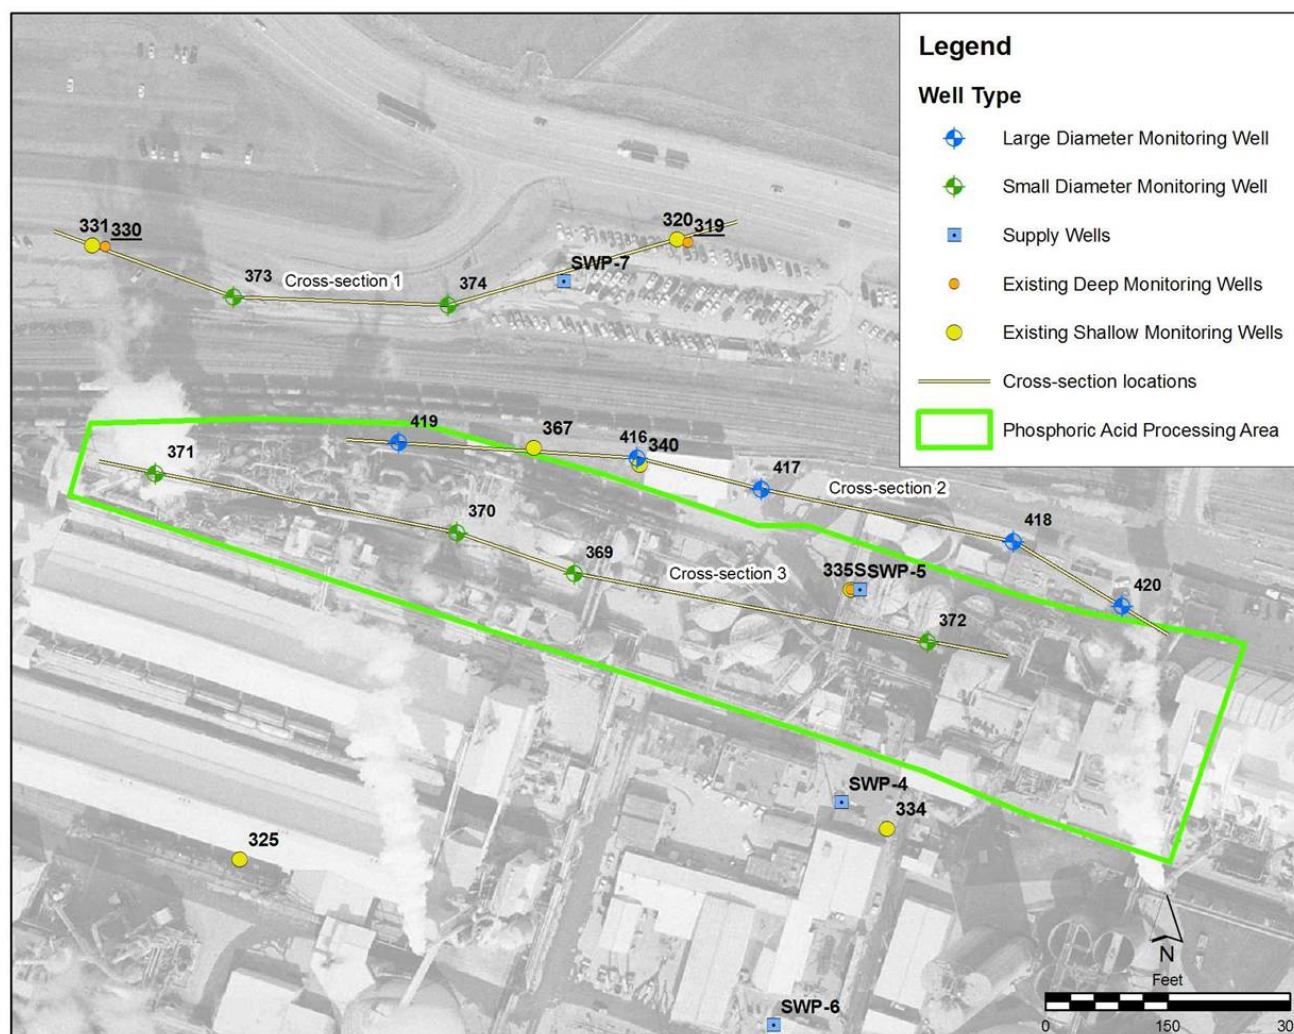 Legend
Well Type
Large Diameter Monitoring Well
Small Diameter Monitoring Well
Supply Wells
Existing Deep Monitoring Wells
Existing Shallow Monitoring Wells
Cross-section locations
Phosphoric Acid Processing Area
331 330
320 319
373
Cross-section 1
374
SWP-7
419
367
416
340
371
417
Cross-section 2
370
418
369
Cross-section 3
335S SWP-5
420
372
SWP-4
334
325
SWP-6
N
Feet
0 150 30